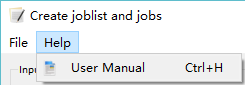 Create joblist and jobs
File Help
User Manual Ctrl+H